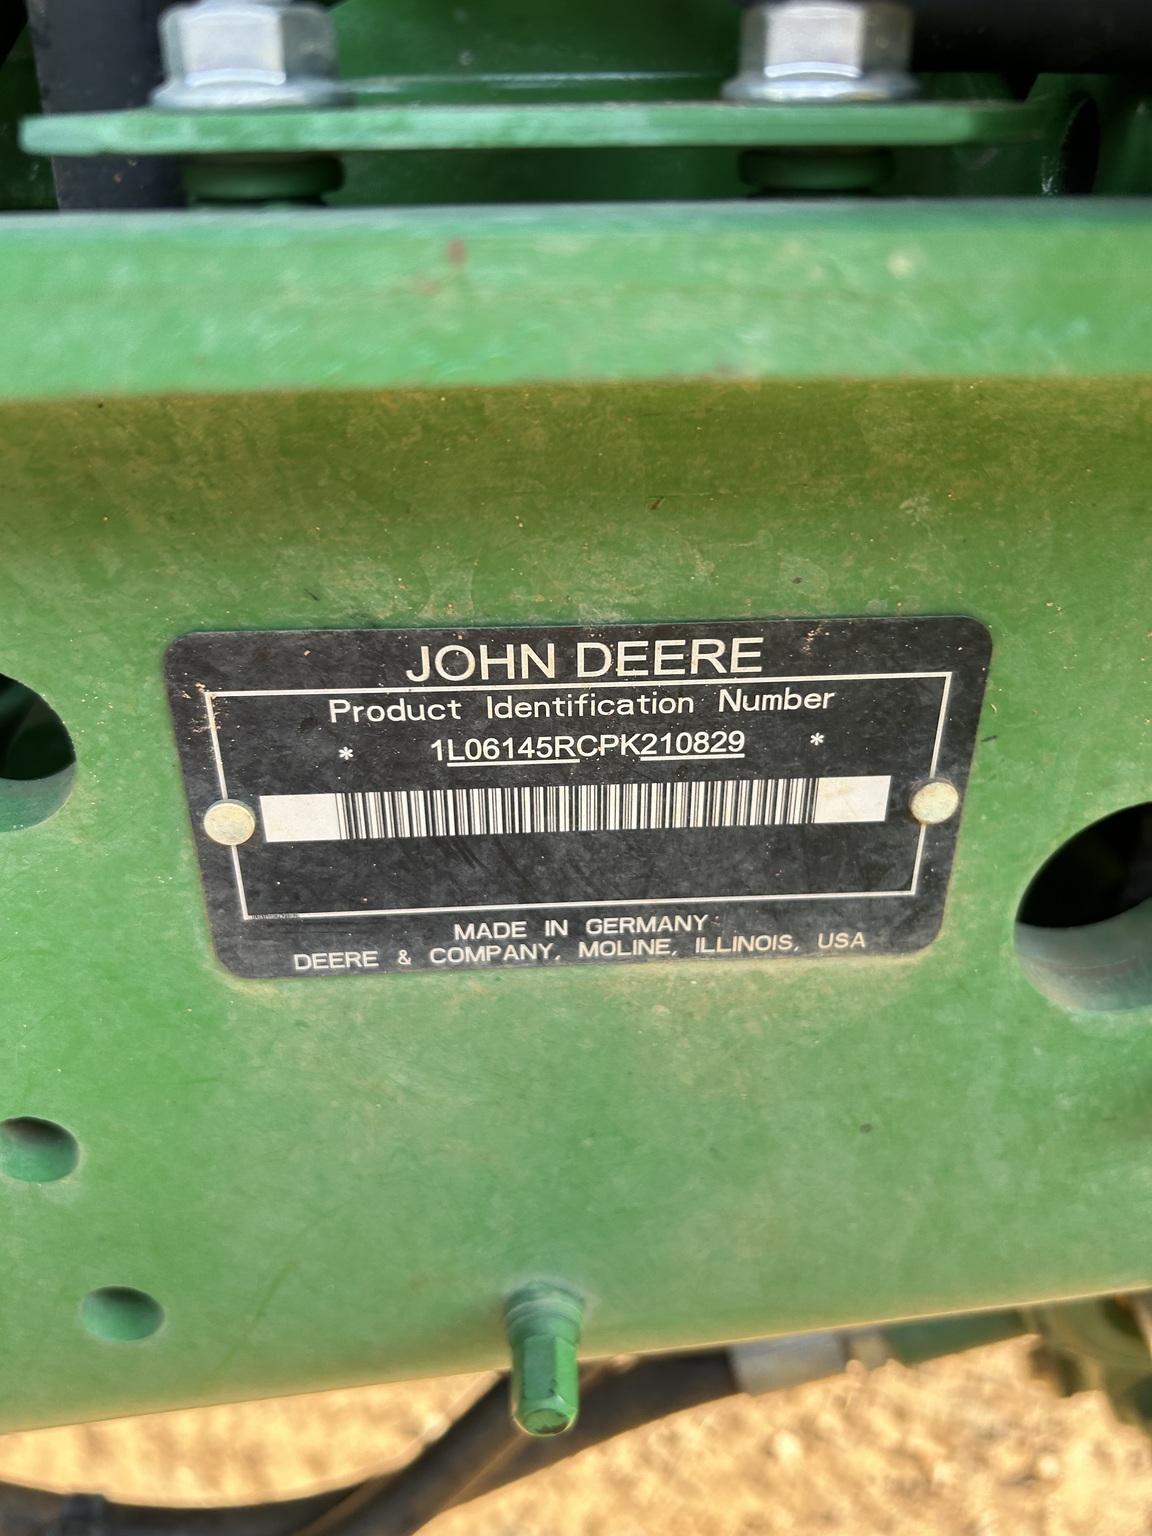 JOHN DEERE
Product Identification Number
* 1L06145RCPK210829 *
MADE IN GERMANY
DEERE & COMPANY, MOLINE, ILLINOIS, USA